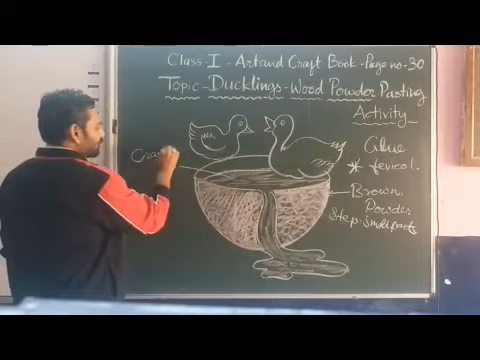 Class-I - Art and Craft Book - Page no-30
Topic - Ducklings - Wood Powder Pasting
Activity
Glue
* fevicol.
Cra
Brown.
Powder
Step - Small parts